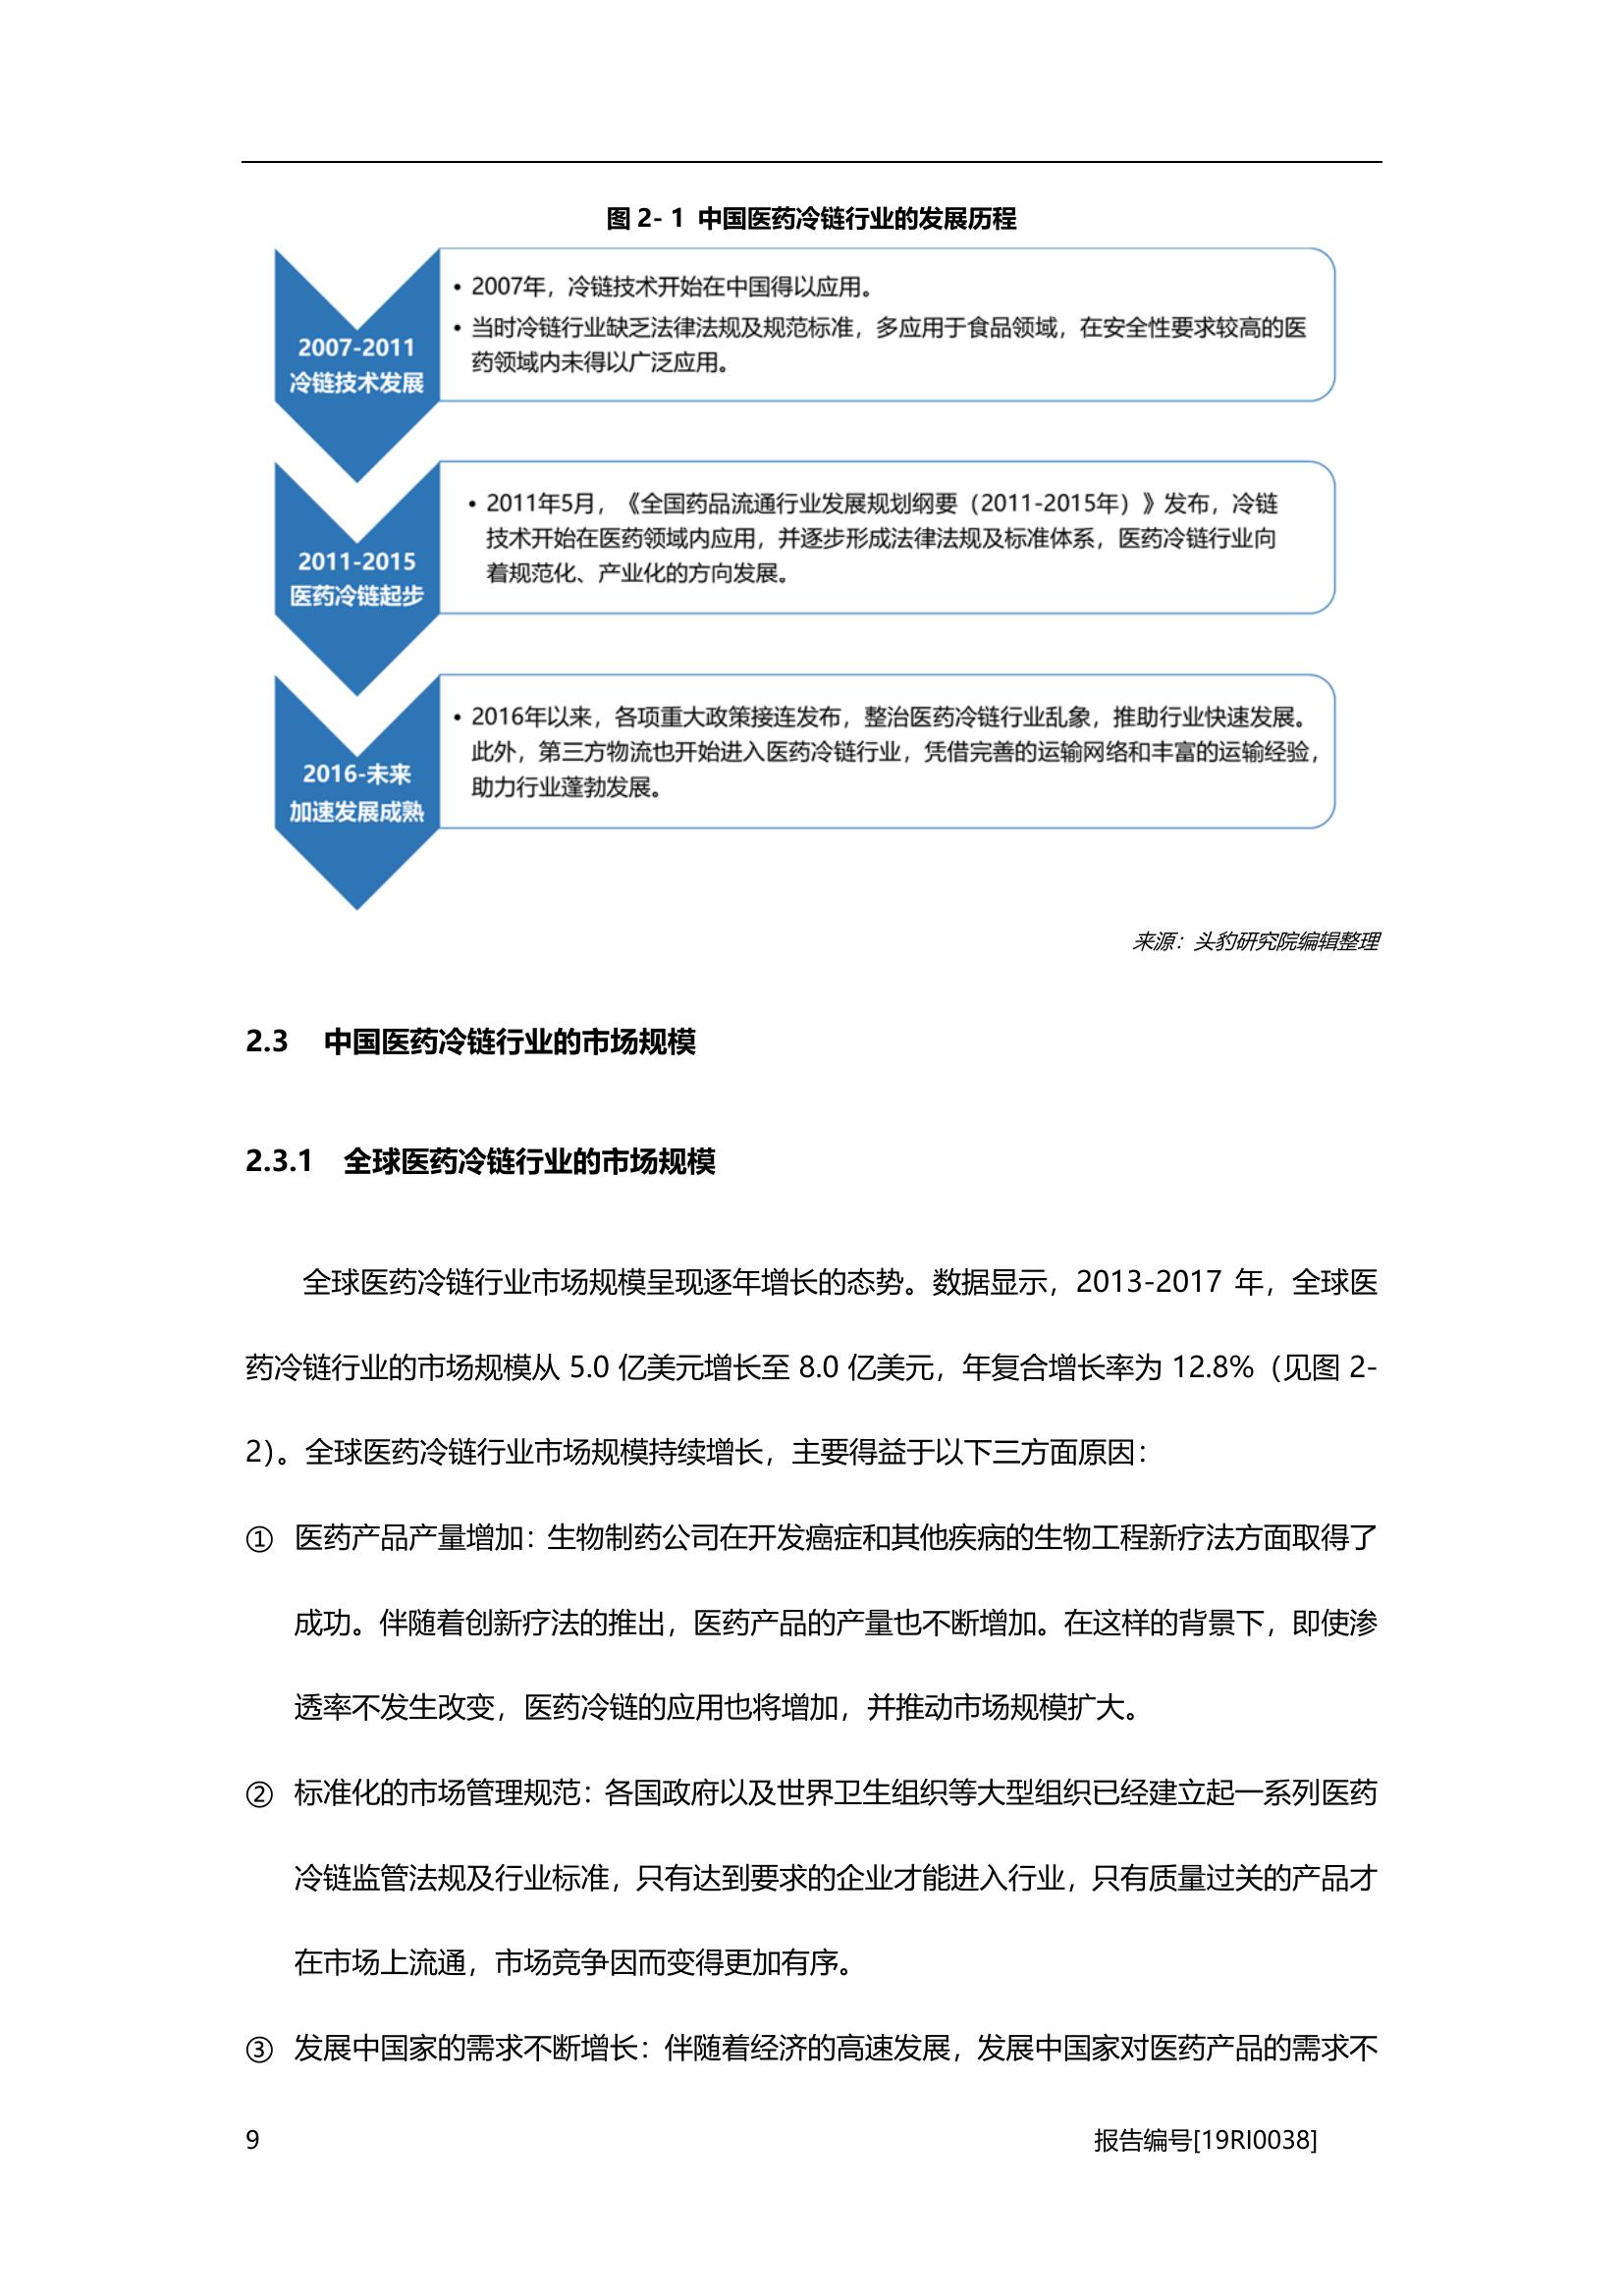 图 2- 1 中国医药冷链行业的发展历程
2007-2011
冷链技术发展
• 2007年，冷链技术开始在中国得以应用。
• 当时冷链行业缺乏法律法规及规范标准，多应用于食品领域，在安全性要求较高的医
药领域内未得以广泛应用。
2011-2015
医药冷链起步
• 2011年5月，《全国药品流通行业发展规划纲要（2011-2015年）》发布，冷链
技术开始在医药领域内应用，并逐步形成法律法规及标准体系，医药冷链行业向
着规范化、产业化的方向发展。
2016-未来
加速发展成熟
• 2016年以来，各项重大政策接连发布，整治医药冷链行业乱象，推助行业快速发展。
此外，第三方物流也开始进入医药冷链行业，凭借完善的运输网络和丰富的运输经验，
助力行业蓬勃发展。
来源：头豹研究院编辑整理
2.3 中国医药冷链行业的市场规模
2.3.1 全球医药冷链行业的市场规模
全球医药冷链行业市场规模呈现逐年增长的态势。数据显示，2013-2017 年，全球医
药冷链行业的市场规模从 5.0 亿美元增长至 8.0 亿美元，年复合增长率为 12.8%（见图 2-
2）。全球医药冷链行业市场规模持续增长，主要得益于以下三方面原因：
① 医药产品产量增加：生物制药公司在开发癌症和其他疾病的生物工程新疗法方面取得了
成功。伴随着创新疗法的推出，医药产品的产量也不断增加。在这样的背景下，即使渗
透率不发生改变，医药冷链的应用也将增加，并推动市场规模扩大。
② 标准化的市场管理规范：各国政府以及世界卫生组织等大型组织已经建立起一系列医药
冷链监管法规及行业标准，只有达到要求的企业才能进入行业，只有质量过关的产品才
在市场上流通，市场竞争因而变得更加有序。
③ 发展中国家的需求不断增长：伴随着经济的高速发展，发展中国家对医药产品的需求不
9
报告编号[19RI0038]